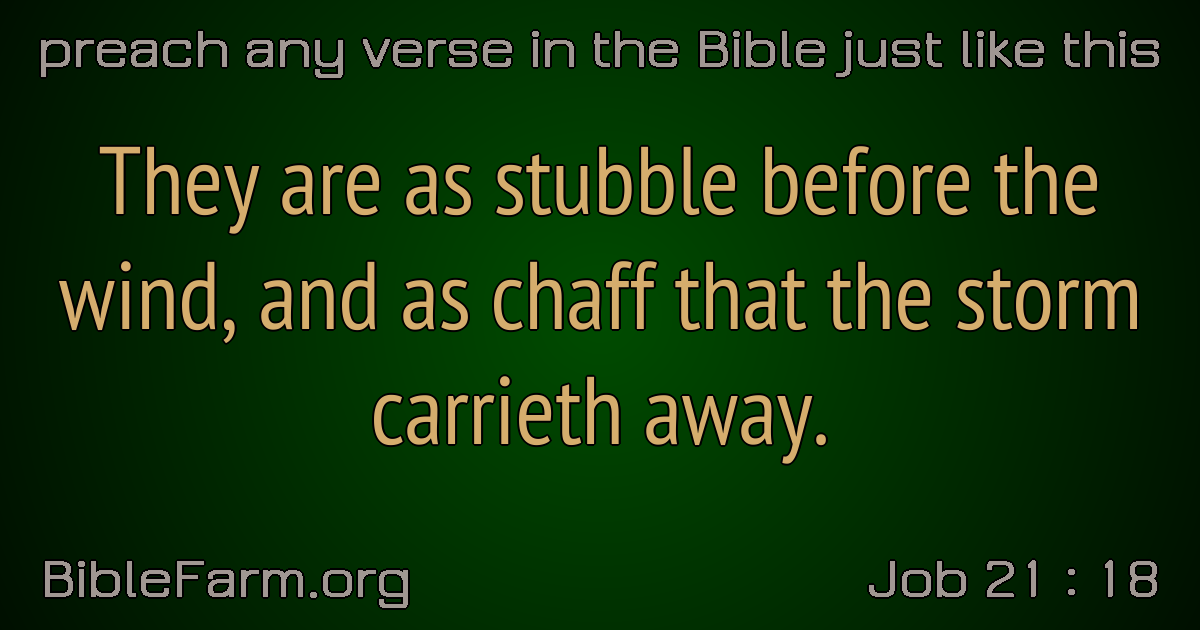 preach any verse in the Bible just like this
They are as stubble before the
wind, and as chaff that the storm
carrieth away.
BibleFarm.org
Job 21 : 18